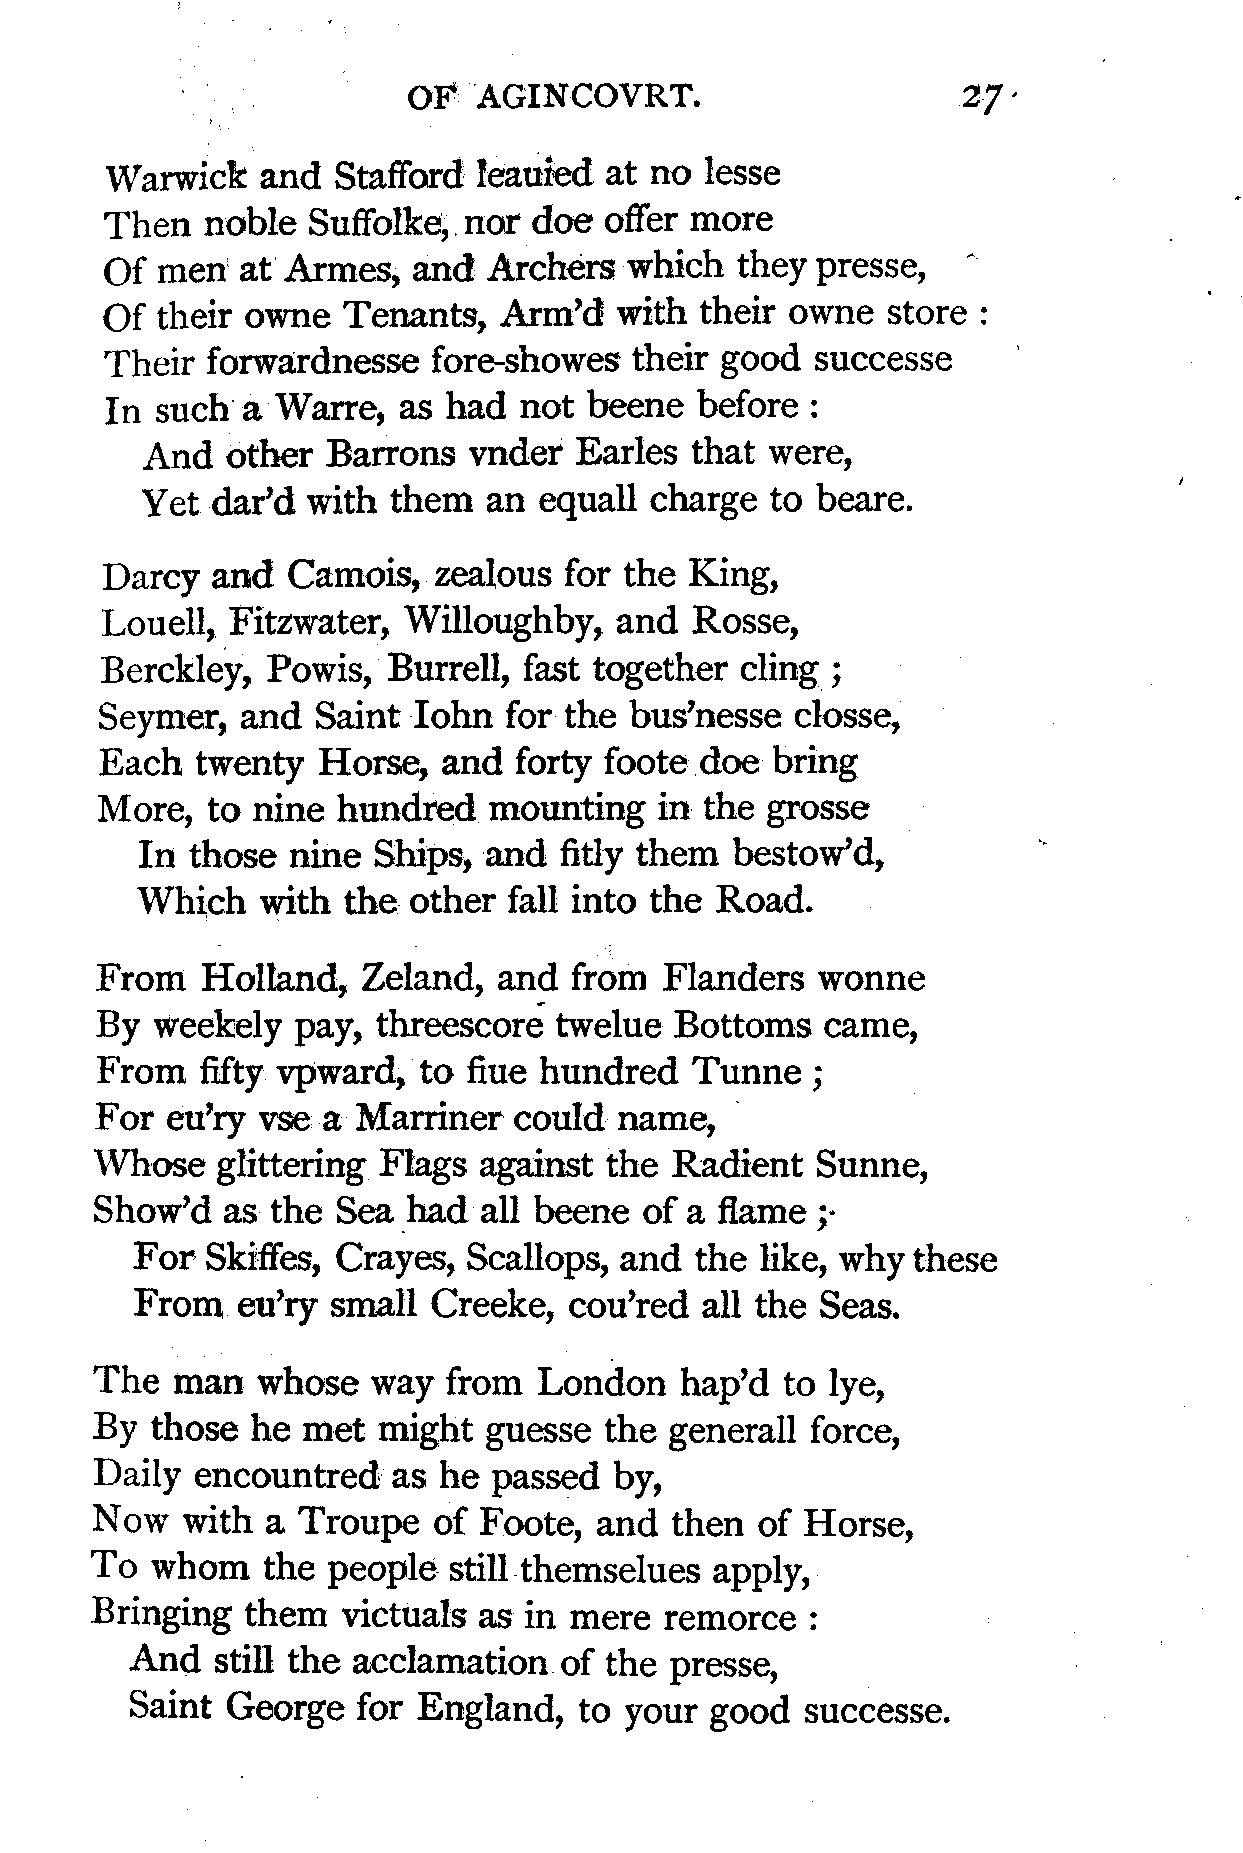 OF AGINCOVRT. 27
Warwick and Stafford leauied at no lesse
Then noble Suffolke, nor doe offer more
Of men at Armes, and Archers which they presse,
Of their owne Tenants, Arm'd with their owne store :
Their forwardnesse fore-showes their good successe
In such a Warre, as had not beene before :
And other Barrons vnder Earles that were,
Yet dar'd with them an equall charge to beare.
Darcy and Camois, zealous for the King,
Louell, Fitzwater, Willoughby, and Rosse,
Berckley, Powis, Burrell, fast together cling ;
Seymer, and Saint Iohn for the bus'nesse closse,
Each twenty Horse, and forty foote doe bring
More, to nine hundred mounting in the grosse
In those nine Ships, and fitly them bestow'd,
Which with the other fall into the Road.
From Holland, Zeland, and from Flanders wonne
By weekely pay, threescore twelue Bottoms came,
From fifty vpward, to fiue hundred Tunne ;
For eu'ry vse a Marriner could name,
Whose glittering Flags against the Radient Sunne,
Show'd as the Sea had all beene of a flame ;
For Skiffes, Crayes, Scallops, and the like, why these
From eu'ry small Creeke, cou'red all the Seas.
The man whose way from London hap'd to lye,
By those he met might guesse the generall force,
Daily encountred as he passed by,
Now with a Troupe of Foote, and then of Horse,
To whom the people still themselues apply,
Bringing them victuals as in mere remorce :
And still the acclamation of the presse,
Saint George for England, to your good successe.